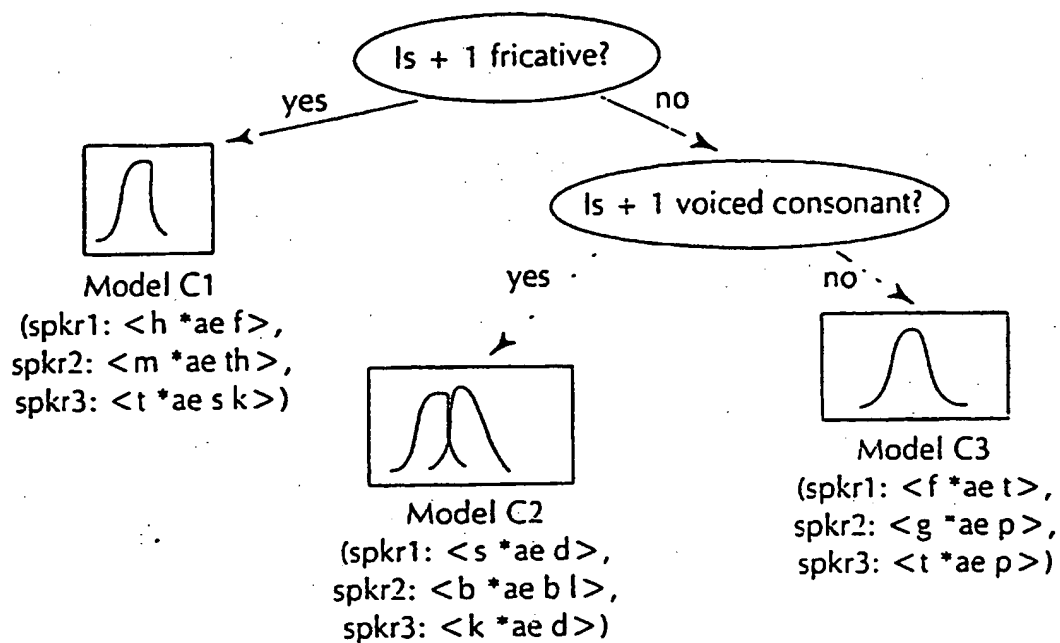 Is + 1 fricative?
yes
no
Is + 1 voiced consonant?
yes
no
Model C1
(spkr1: <h *ae f>,
spkr2: <m *ae th>,
spkr3: <t *ae s k>)
Model C2
(spkr1: <s *ae d>,
spkr2: <b *ae b l>,
spkr3: <k *ae d>)
Model C3
(spkr1: <f *ae t>,
spkr2: <g *ae p>,
spkr3: <t *ae p>)